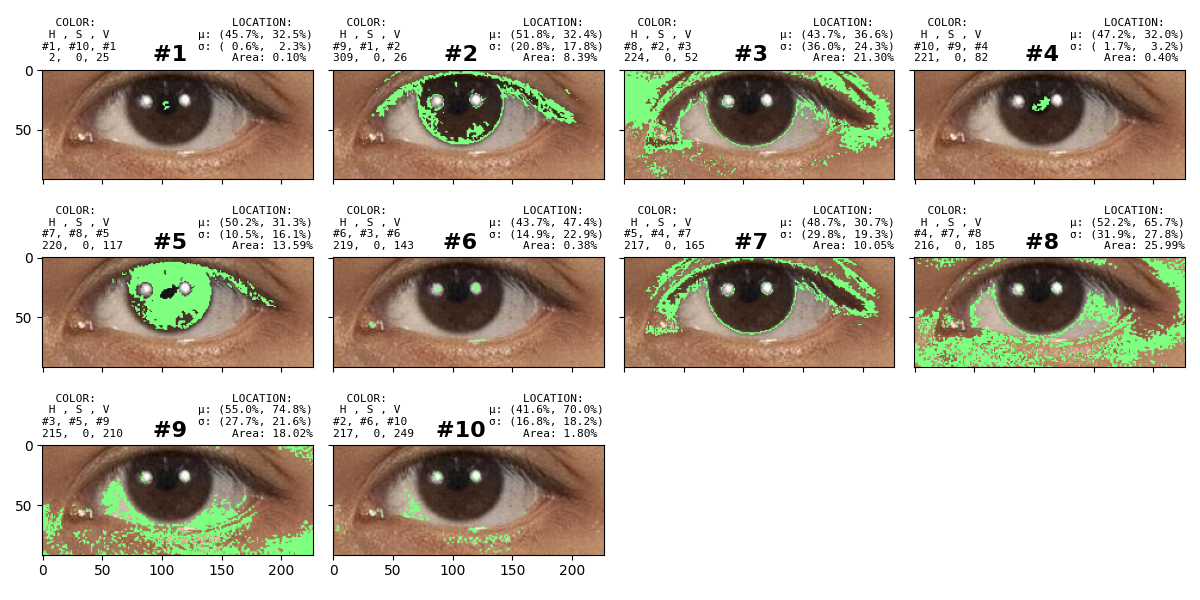 COLOR: LOCATION: COLOR: LOCATION: COLOR: LOCATION: COLOR: LOCATION:
H , S , V μ: (45.7%, 32.5%) H , S , V μ: (51.8%, 32.4%) H , S , V μ: (43.7%, 36.6%) H , S , V μ: (47.2%, 32.0%)
#1, #10, #1 #1 σ: ( 0.6%, 2.3%) #9, #1, #2 #2 σ: (20.8%, 17.8%) #8, #2, #3 #3 σ: (36.0%, 24.3%) #10, #9, #4 #4 σ: ( 1.7%, 3.2%)
2, 0, 25 Area: 0.10% 309, 0, 26 Area: 8.39% 224, 0, 52 Area: 21.30% 221, 0, 82 Area: 0.40%
0
50
COLOR: LOCATION: COLOR: LOCATION: COLOR: LOCATION: COLOR: LOCATION:
H , S , V μ: (50.2%, 31.3%) H , S , V μ: (43.7%, 47.4%) H , S , V μ: (48.7%, 30.7%) H , S , V μ: (52.2%, 65.7%)
#7, #8, #5 #5 σ: (10.5%, 16.1%) #6, #3, #6 #6 σ: (14.9%, 22.9%) #5, #4, #7 #7 σ: (29.8%, 19.3%) #4, #7, #8 #8 σ: (31.9%, 27.8%)
220, 0, 117 Area: 13.59% 219, 0, 143 Area: 0.38% 217, 0, 165 Area: 10.05% 216, 0, 185 Area: 25.99%
0
50
COLOR: LOCATION: COLOR: LOCATION:
H , S , V μ: (55.0%, 74.8%) H , S , V μ: (41.6%, 70.0%)
#3, #5, #9 #9 σ: (27.7%, 21.6%) #2, #6, #10 #10 σ: (16.8%, 18.2%)
215, 0, 210 Area: 18.02% 217, 0, 249 Area: 1.80%
0
50
0 50 100 150 200 0 50 100 150 200